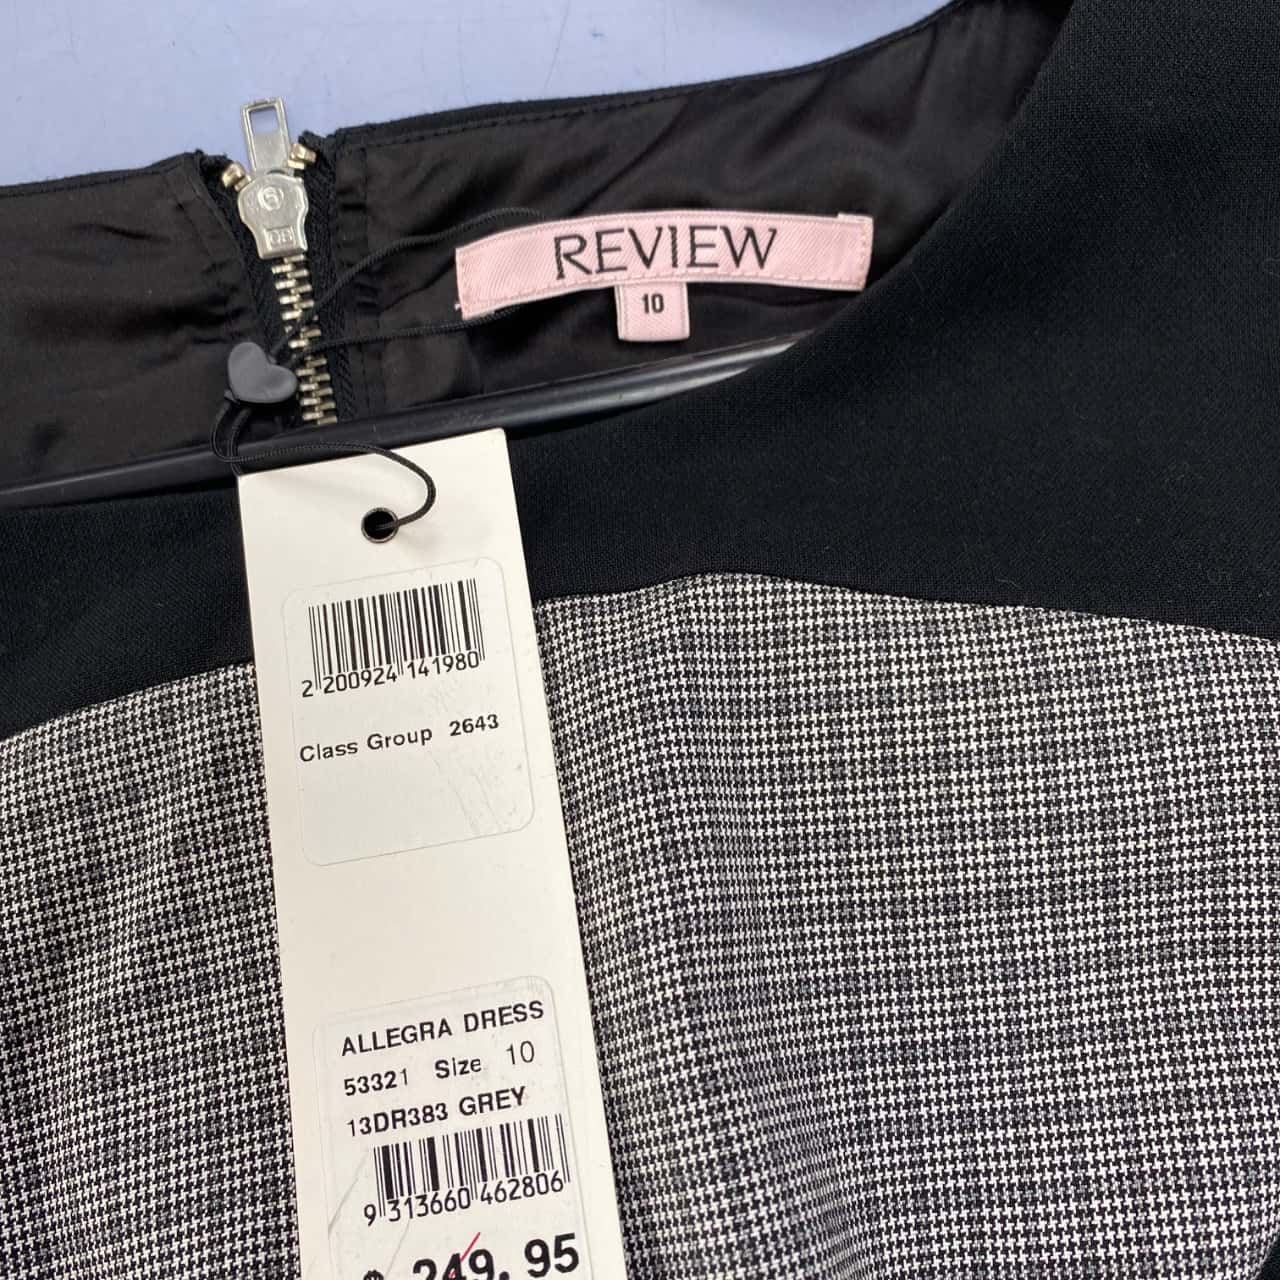 REVIEW
10
2 200924 141980
Class Group 2643
ALLEGRA DRESS
53321 Size 10
13DR383 GREY
9 313660 462806
$ 249.95